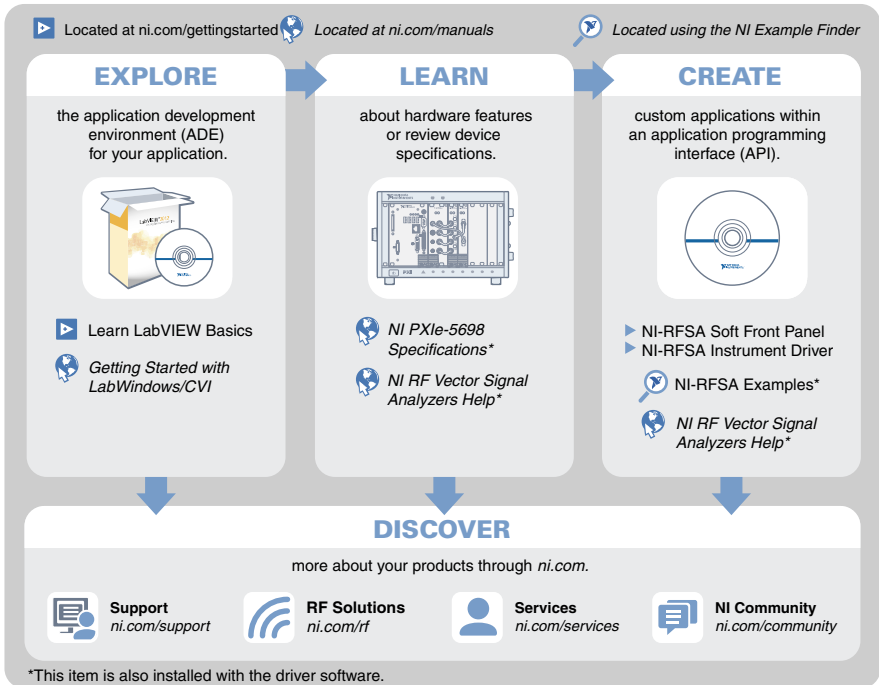 Located at ni.com/gettingstarted
Located at ni.com/manuals
Located using the NI Example Finder
EXPLORE
the application development
environment (ADE)
for your application.
Learn LabVIEW Basics
Getting Started with
LabWindows/CVI
LEARN
about hardware features
or review device
specifications.
NI PXIe-5698
Specifications*
NI RF Vector Signal
Analyzers Help*
CREATE
custom applications within
an application programming
interface (API).
NI-RFSA Soft Front Panel
NI-RFSA Instrument Driver
NI-RFSA Examples*
NI RF Vector Signal
Analyzers Help*
DISCOVER
more about your products through ni.com.
Support
ni.com/support
RF Solutions
ni.com/rf
Services
ni.com/services
NI Community
ni.com/community
*This item is also installed with the driver software.